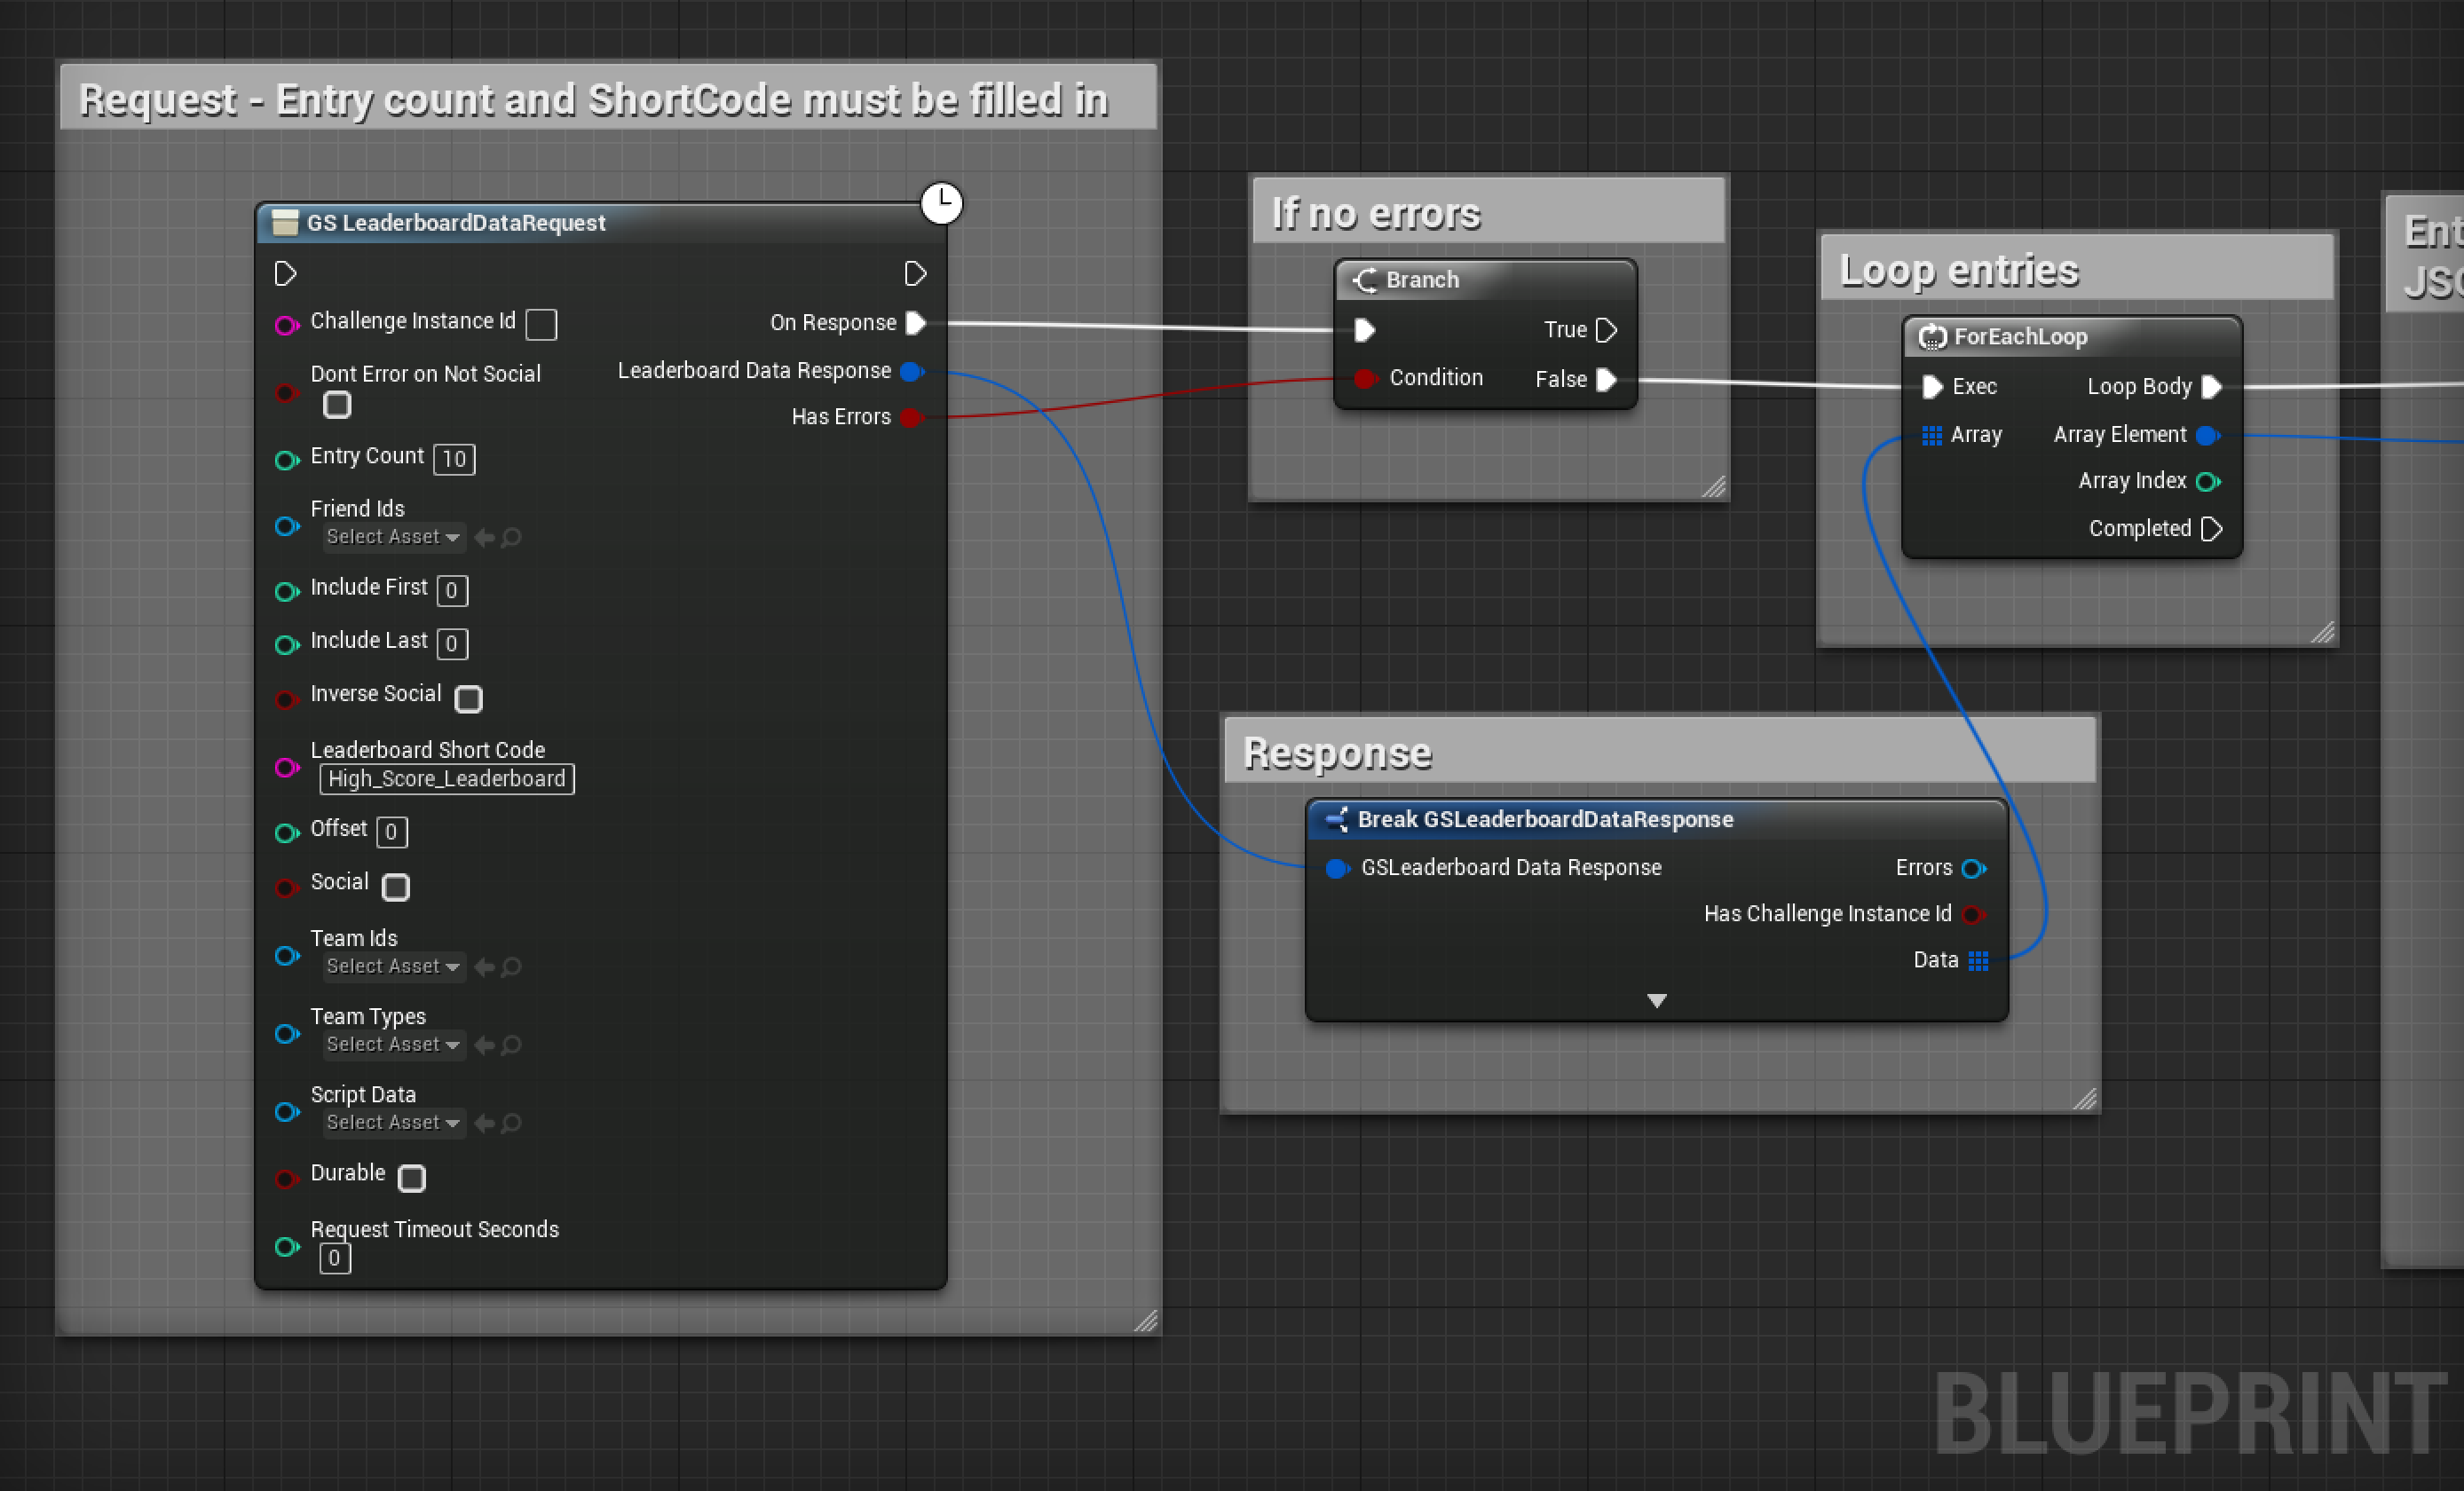 Request - Entry count and ShortCode must be filled in
GS LeaderboardDataRequest
Challenge Instance Id
On Response
Dont Error on Not Social
Leaderboard Data Response
Has Errors
Entry Count 10
Friend Ids
Select Asset
Include First 0
Include Last 0
Inverse Social
Leaderboard Short Code
High_Score_Leaderboard
Offset 0
Social
Team Ids
Select Asset
Team Types
Select Asset
Script Data
Select Asset
Durable
Request Timeout Seconds
0
If no errors
Branch
True
Condition
False
Loop entries
ForEachLoop
Exec
Loop Body
Array
Array Element
Array Index
Completed
Response
Break GSLeaderboardDataResponse
GSLeaderboard Data Response
Errors
Has Challenge Instance Id
Data
BLUEPRINT